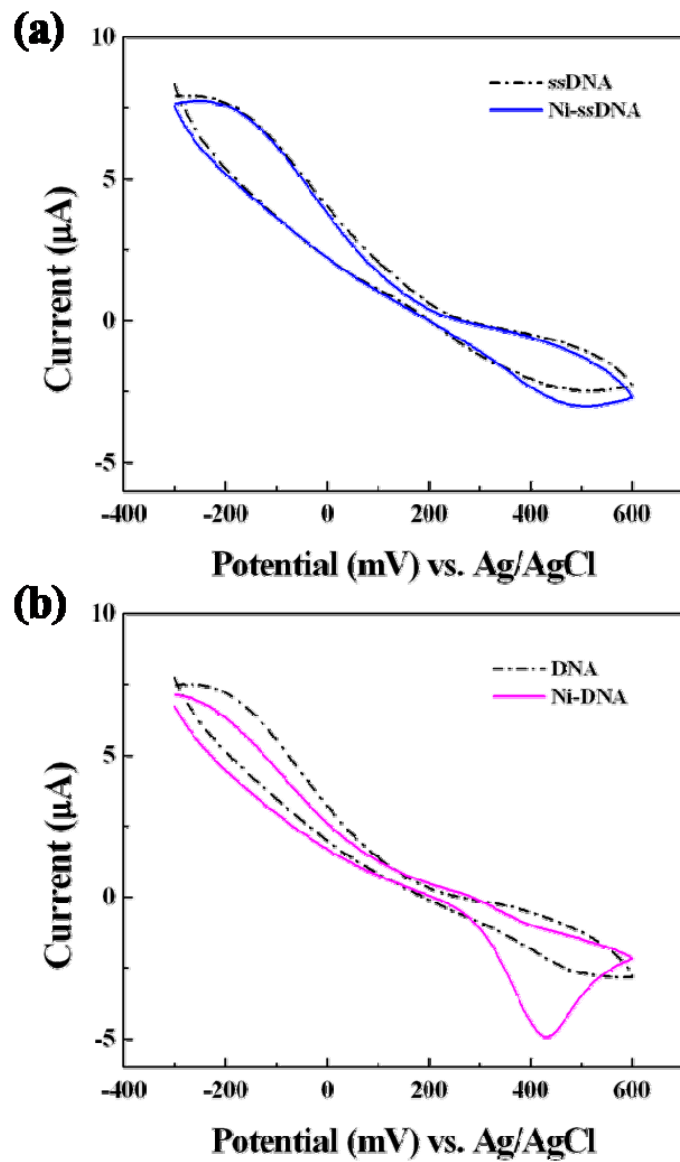 (a)
10
5
0
-5
Current (µA)
ssDNA
Ni-ssDNA
-400 -200 0 200 400 600
Potential (mV) vs. Ag/AgCl
(b)
10
5
0
-5
Current (µA)
DNA
Ni-DNA
-400 -200 0 200 400 600
Potential (mV) vs. Ag/AgCl